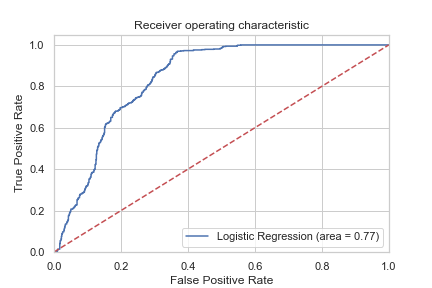 Receiver operating characteristic
1.0
0.8
0.6
0.4
0.2
0.0
True Positive Rate
Logistic Regression (area = 0.77)
0.0 0.2 0.4 0.6 0.8 1.0
False Positive Rate